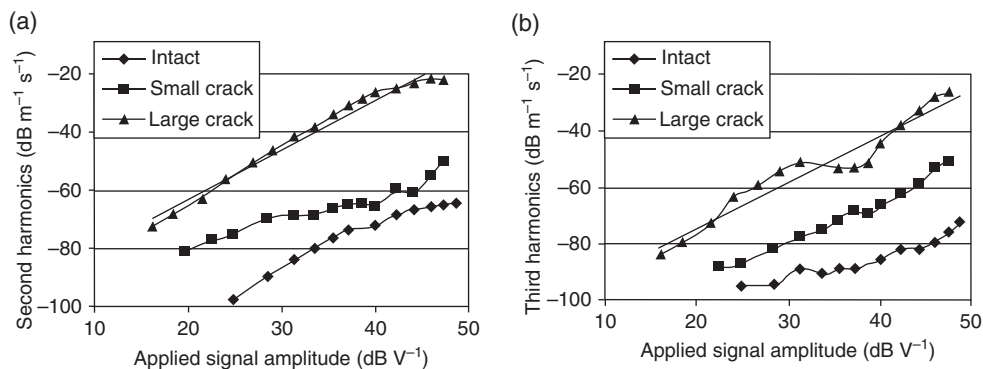 (a)
Intact
Small crack
Large crack
Second harmonics (dB m⁻¹ s⁻¹)
−20
−40
−60
−80
−100
10 20 30 40 50
Applied signal amplitude (dB V⁻¹)
(b)
Intact
Small crack
Large crack
Third harmonics (dB m⁻¹ s⁻¹)
−20
−40
−60
−80
−100
10 20 30 40 50
Applied signal amplitude (dB V⁻¹)